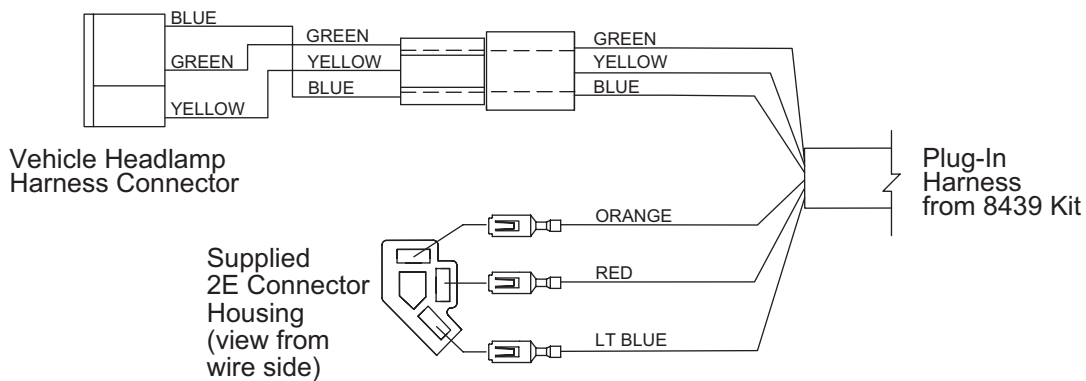 BLUE
GREEN
GREEN
GREEN
YELLOW
YELLOW
BLUE
BLUE
YELLOW
Vehicle Headlamp
Harness Connector
Plug-In
Harness
from 8439 Kit
ORANGE
RED
LT BLUE
Supplied
2E Connector
Housing
(view from
wire side)